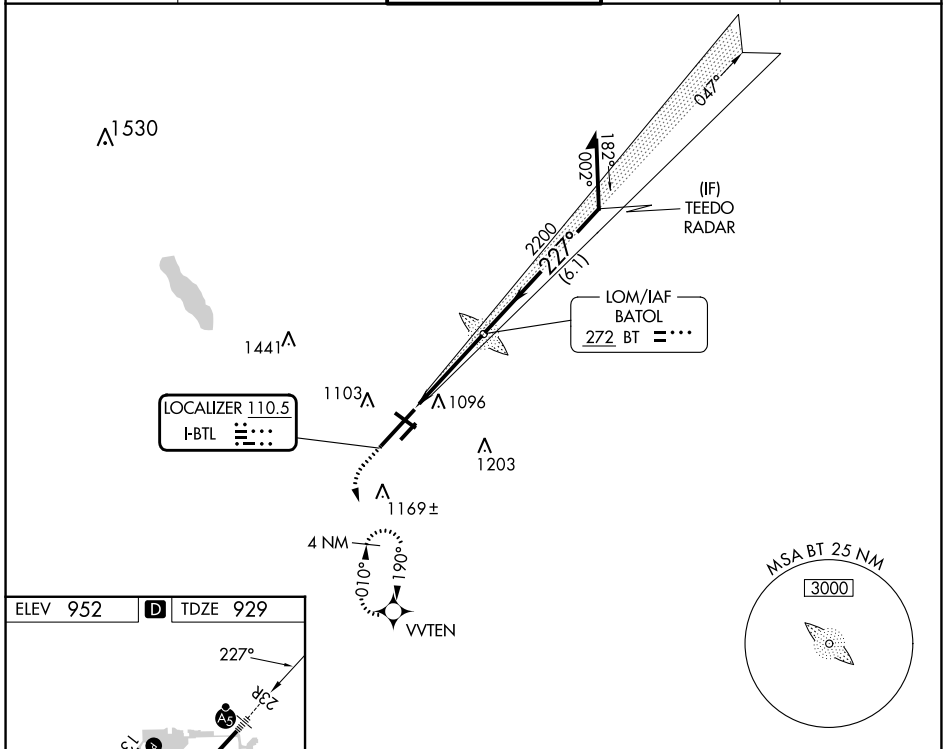 1530
047°
182°
002°
(IF)
TEEDO
RADAR
2200
227°
(6.1)
LOM/IAF
BATOL
272 BT
1441
1103
1096
LOCALIZER 110.5
I-BTL
1203
1169±
4 NM
010°
190°
VVTEN
MSA BT 25 NM
3000
ELEV 952
D
TDZE 929
227°
23R
A5
13
A